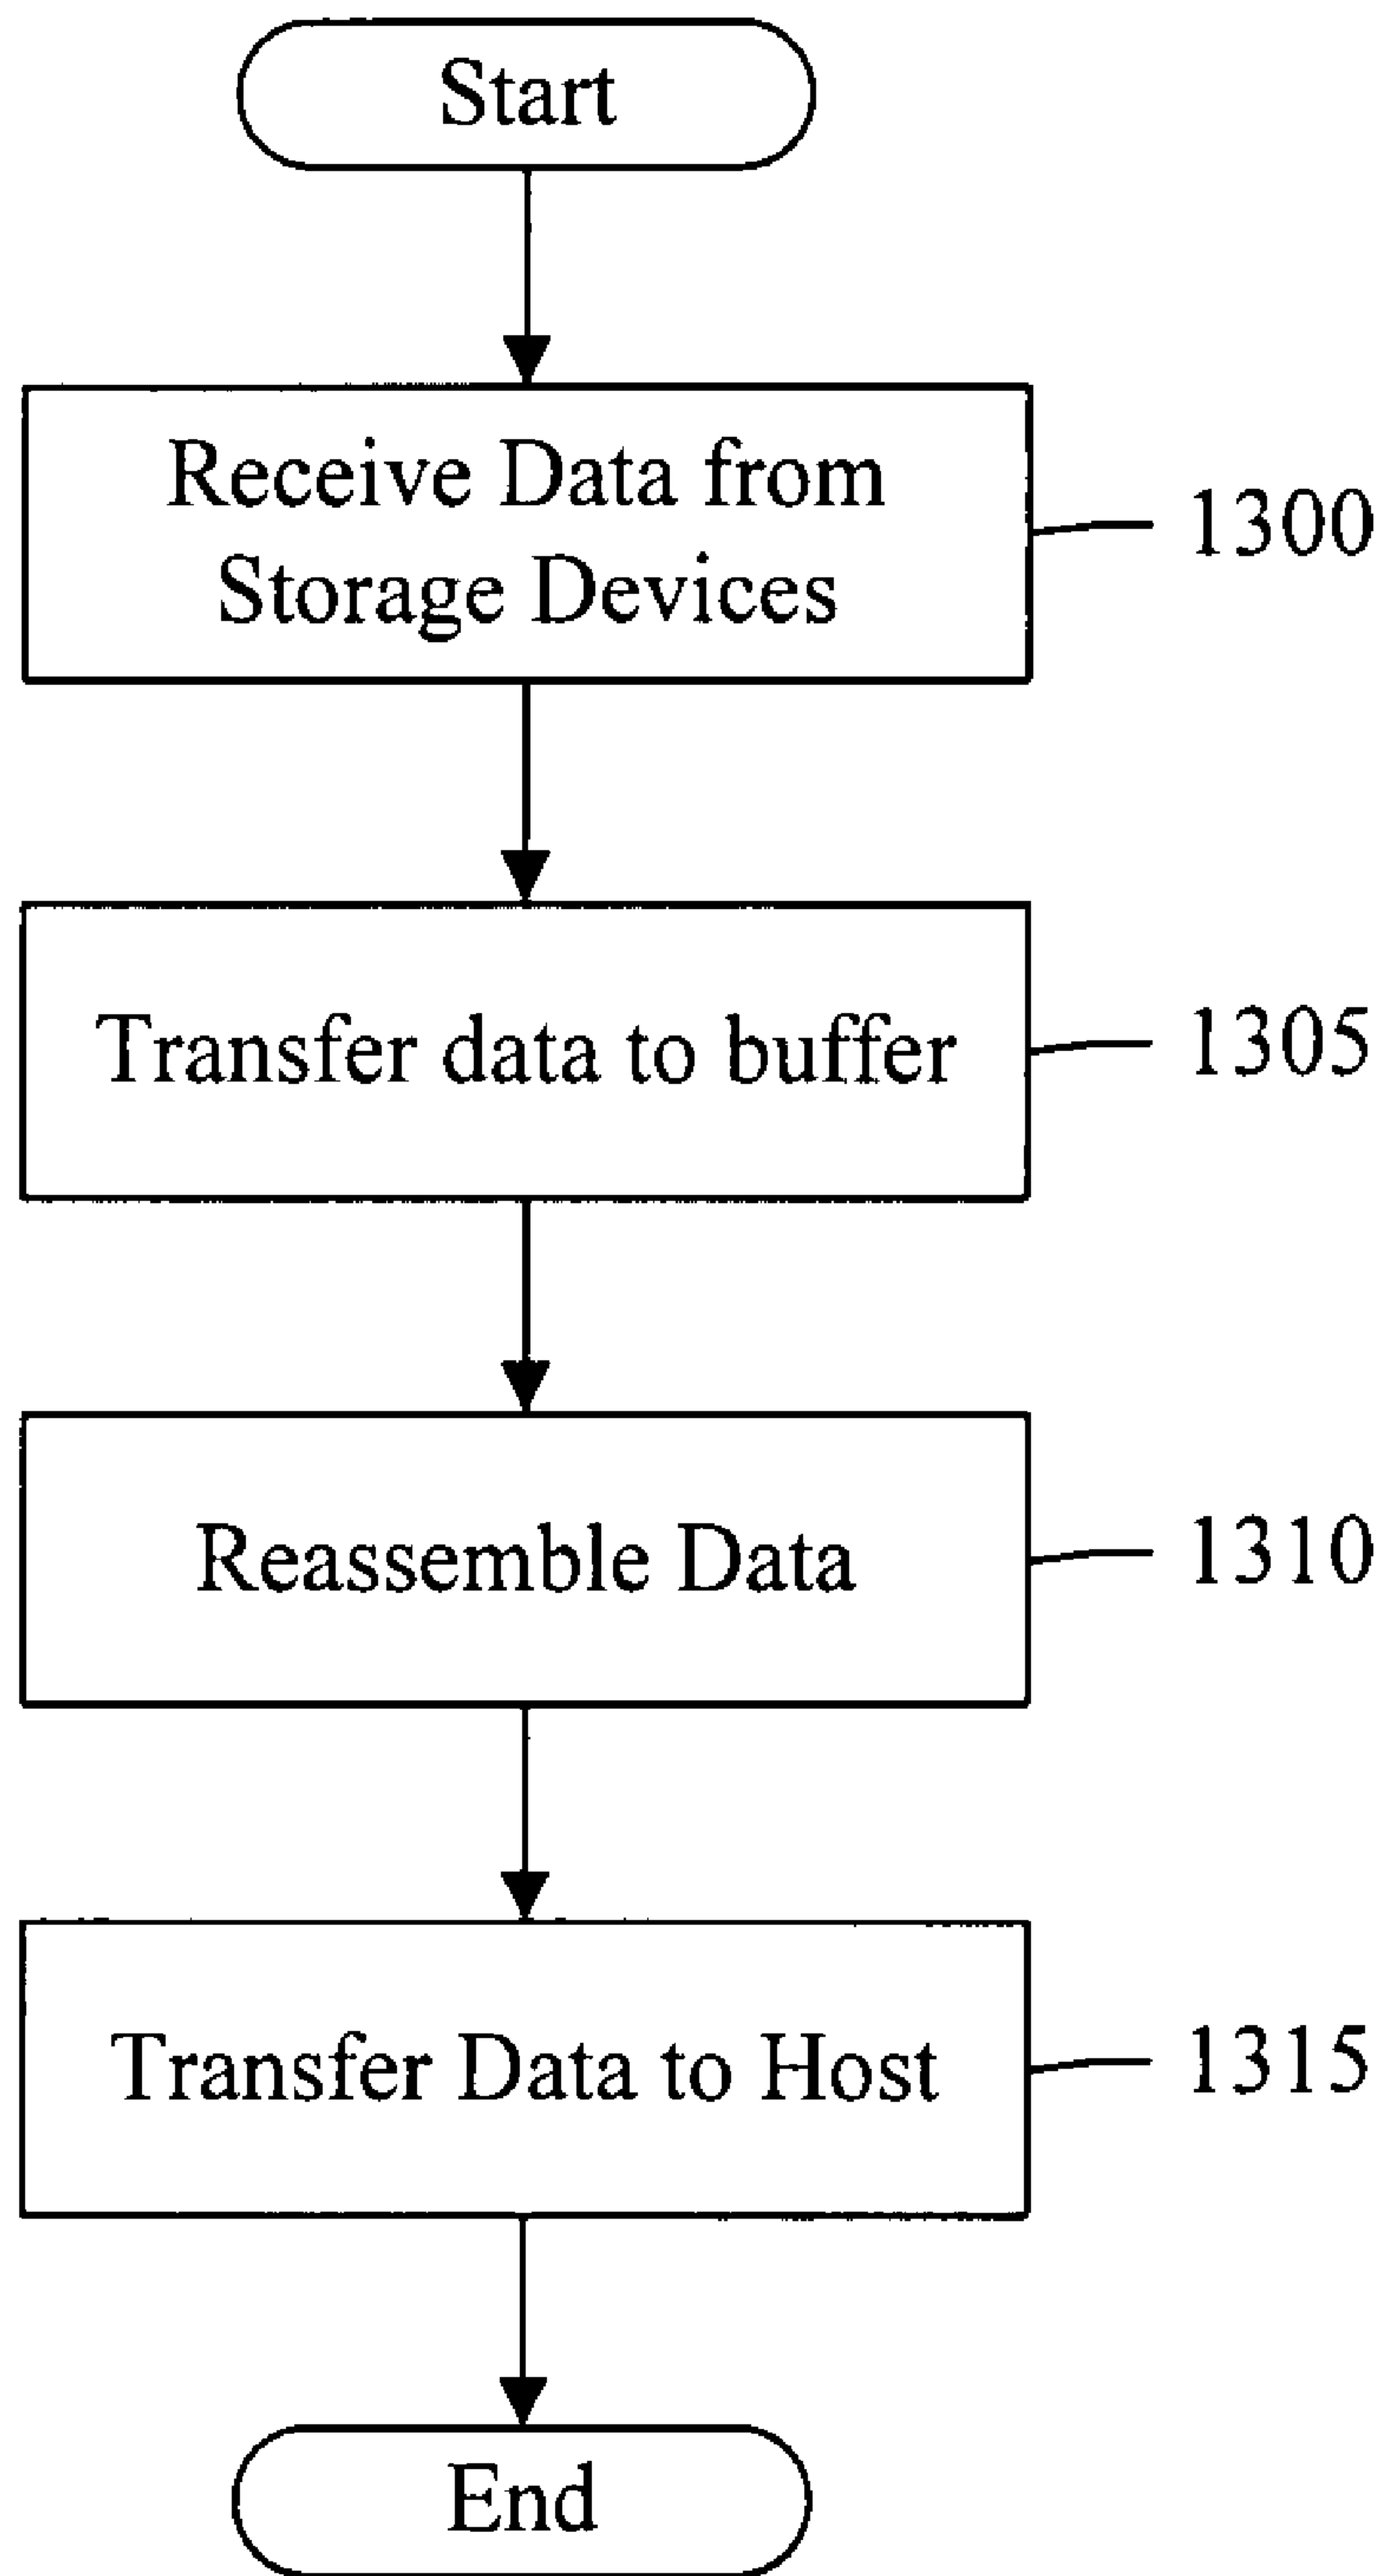 Start
Receive Data from
Storage Devices
1300
Transfer data to buffer
1305
Reassemble Data
1310
Transfer Data to Host
1315
End